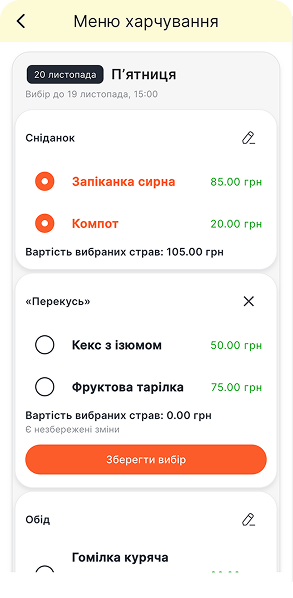 Меню харчування
20 листопада П’ятниця
Вибір до 19 листопада, 15:00
Сніданок
Запіканка сирна 85.00 грн
Компот 20.00 грн
Вартість вибраних страв: 105.00 грн
«Перекусь»
Кекс з ізюмом 50.00 грн
Фруктова тарілка 75.00 грн
Вартість вибраних страв: 0.00 грн
Є незбережені зміни
Зберегти вибір
Обід
Гомілка куряча